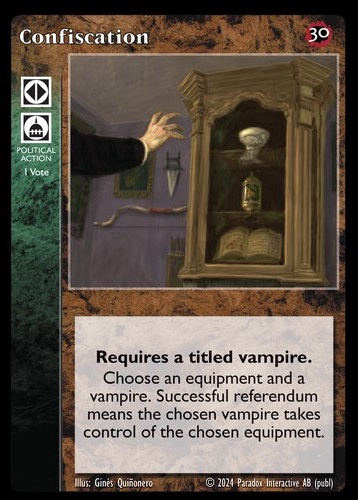 Confiscation
30
POLITICAL
ACTION
1 Vote
Requires a titled vampire.
Choose an equipment and a
vampire. Successful referendum
means the chosen vampire takes
control of the chosen equipment.
Illus: Ginés Quiñonero
© 2024 Paradox Interactive AB (publ)